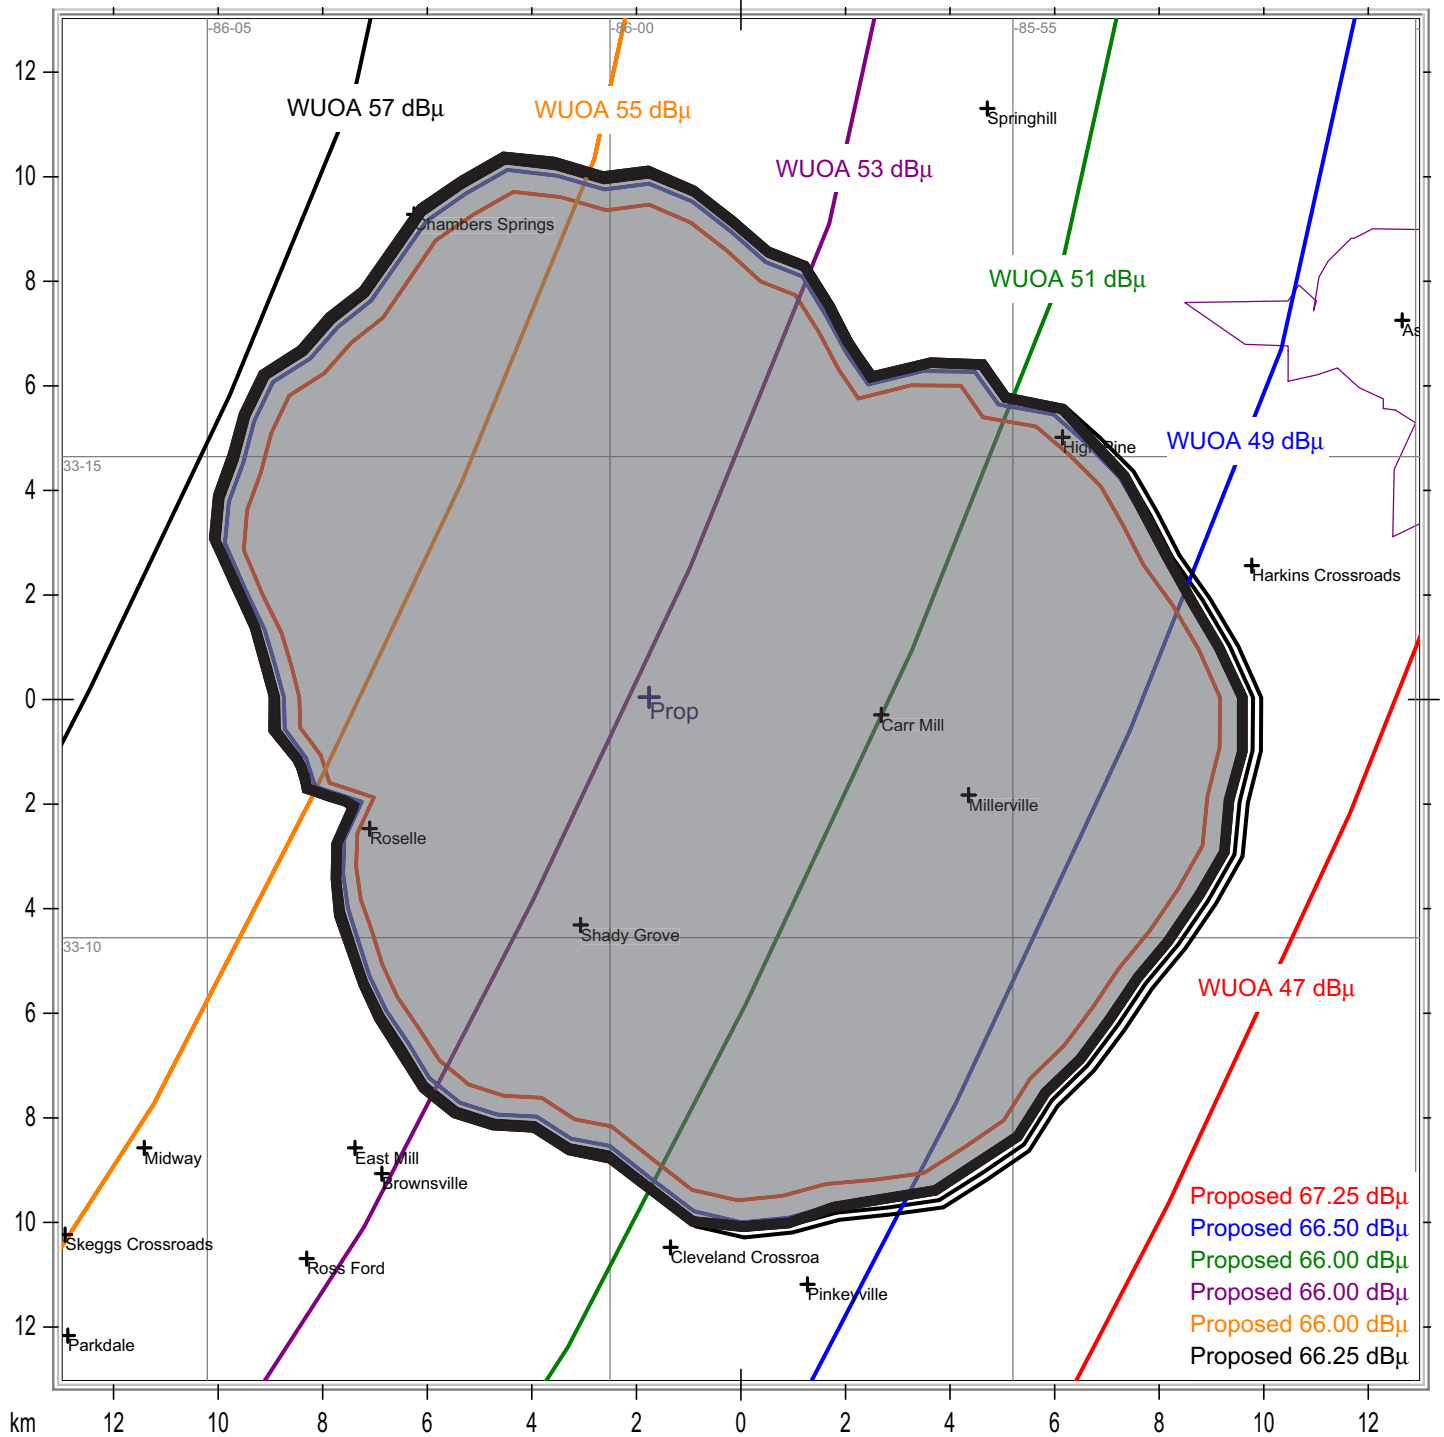 -86-05
-86-00
-85-55
12
WUOA 57 dBμ
WUOA 55 dBμ
Springhill
10
WUOA 53 dBμ
Chambers Springs
8
WUOA 51 dBμ
As
6
WUOA 49 dBμ
High Pine
33-15
4
Harkins Crossroads
2
0
Prop
Carr Mill
2
Millerville
Roselle
4
Shady Grove
33-10
6
WUOA 47 dBμ
8
Midway
East Mill
Brownsville
10
Skeggs Crossroads
Cleveland Crossroa
Ross Ford
Pinkeyville
12
Parkdale
Proposed 67.25 dBμ
Proposed 66.50 dBμ
Proposed 66.00 dBμ
Proposed 66.00 dBμ
Proposed 66.00 dBμ
Proposed 66.25 dBμ
km 12 10 8 6 4 2 0 2 4 6 8 10 12